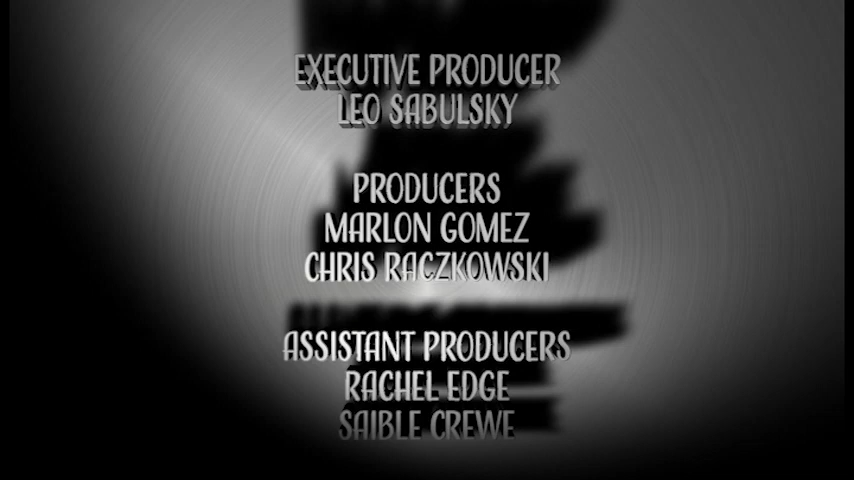 EXECUTIVE PRODUCER
LEO SABULSKY
PRODUCERS
MARLON GOMEZ
CHRIS RACZKOWSKI
ASSISTANT PRODUCERS
RACHEL EDGE
SAIBLE CREWE